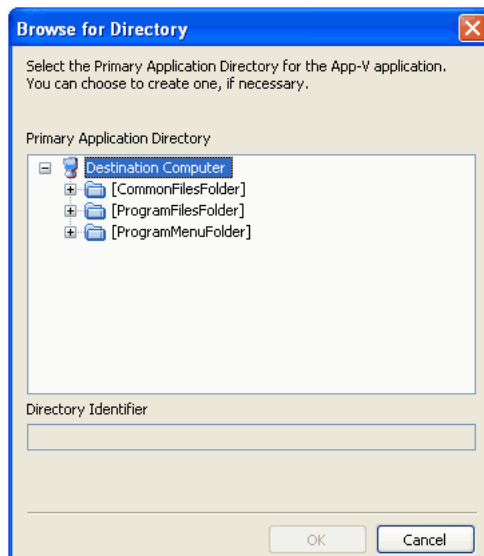 Browse for Directory
Select the Primary Application Directory for the App-V application.
You can choose to create one, if necessary.
Primary Application Directory
Destination Computer
[CommonFilesFolder]
[ProgramFilesFolder]
[ProgramMenuFolder]
Directory Identifier
OK
Cancel